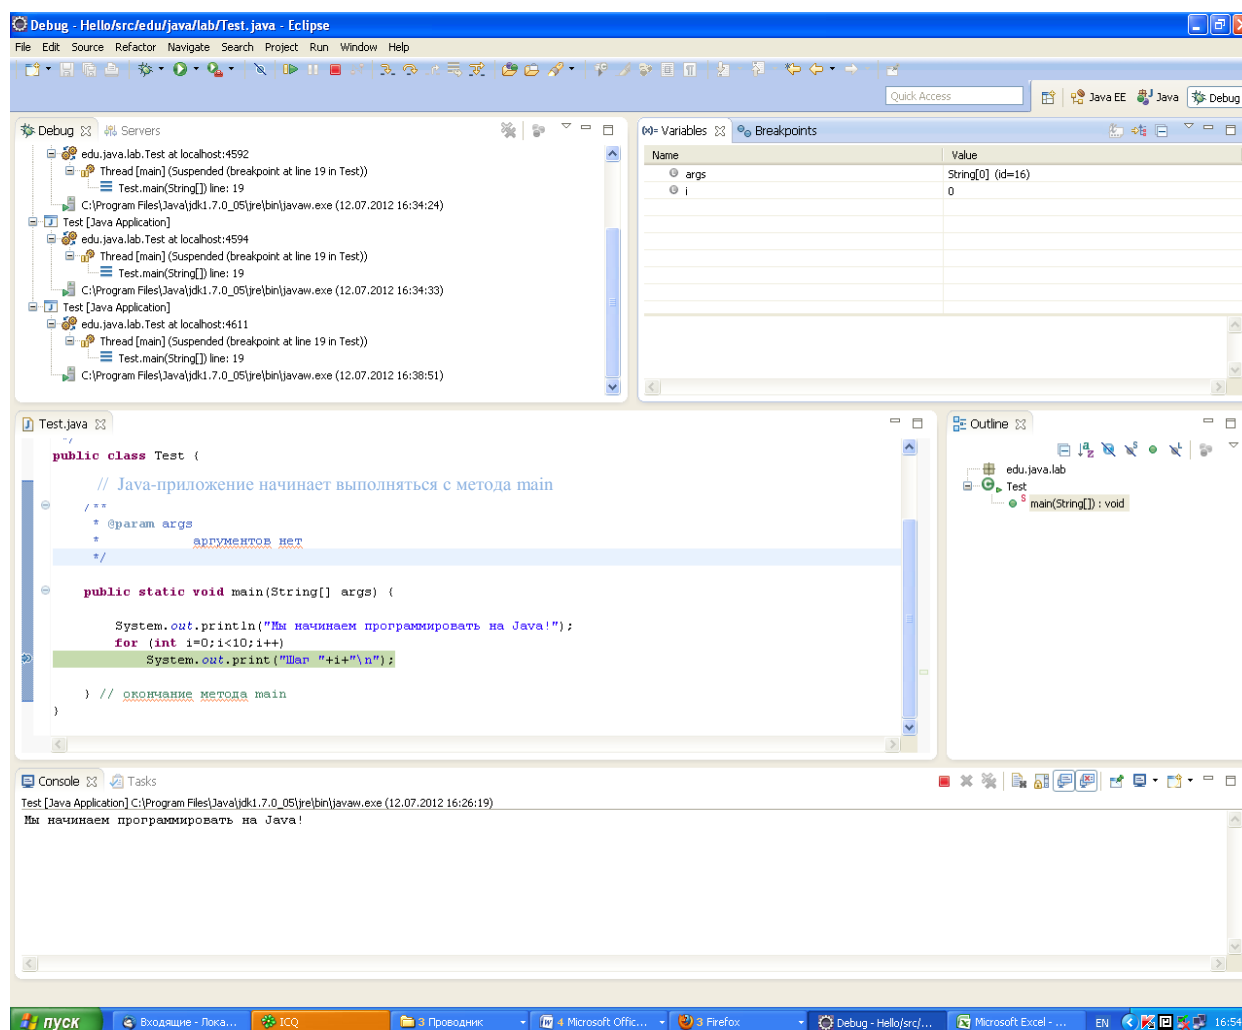 Debug - Hello/src/edu/java/lab/Test.java - Eclipse
File Edit Source Refactor Navigate Search Project Run Window Help
Quick Access
Java EE Java Debug
Debug Servers
edu.java.lab.Test at localhost:4592
Thread [main] (Suspended (breakpoint at line 19 in Test))
Test.main(String[]) line: 19
C:\Program Files\Java\jdk1.7.0_05\jre\bin\javaw.exe (12.07.2012 16:34:24)
Test [Java Application]
edu.java.lab.Test at localhost:4594
Thread [main] (Suspended (breakpoint at line 19 in Test))
Test.main(String[]) line: 19
C:\Program Files\Java\jdk1.7.0_05\jre\bin\javaw.exe (12.07.2012 16:34:33)
Test [Java Application]
edu.java.lab.Test at localhost:4611
Thread [main] (Suspended (breakpoint at line 19 in Test))
Test.main(String[]) line: 19
C:\Program Files\Java\jdk1.7.0_05\jre\bin\javaw.exe (12.07.2012 16:38:51)
(x)= Variables Breakpoints
Name Value
args String[0] (id=16)
i 0
Test.java
*/
public class Test {
// Java-приложение начинает выполняться с метода main
/**
* @param args
* аргументов нет
*/
public static void main(String[] args) {
System.out.println("Мы начинаем программировать на Java!");
for (int i=0;i<10;i++)
System.out.print("Шаг "+i+"\n");
} // окончание метода main
}
Outline
edu.java.lab
Test
main(String[]) : void
Console Tasks
Test [Java Application] C:\Program Files\Java\jdk1.7.0_05\jre\bin\javaw.exe (12.07.2012 16:26:19)
Мы начинаем программировать на Java!
пуск Входящие - Лока... ICQ 3 Проводник 4 Microsoft Offic... 3 Firefox Debug - Hello/src/... Microsoft Excel - ... EN 16:54